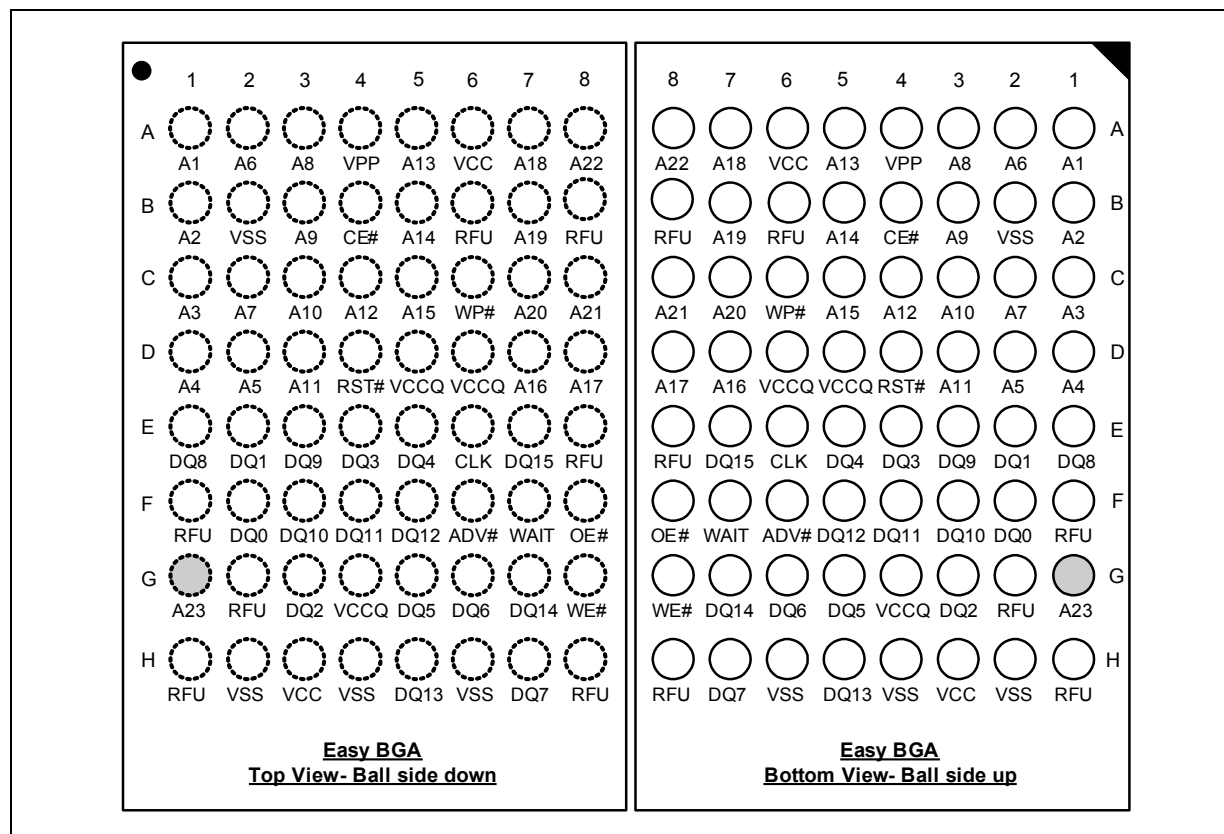 1 2 3 4 5 6 7 8
A
A1 A6 A8 VPP A13 VCC A18 A22
B
A2 VSS A9 CE# A14 RFU A19 RFU
C
A3 A7 A10 A12 A15 WP# A20 A21
D
A4 A5 A11 RST# VCCQ VCCQ A16 A17
E
DQ8 DQ1 DQ9 DQ3 DQ4 CLK DQ15 RFU
F
RFU DQ0 DQ10 DQ11 DQ12 ADV# WAIT OE#
G
A23 RFU DQ2 VCCQ DQ5 DQ6 DQ14 WE#
H
RFU VSS VCC VSS DQ13 VSS DQ7 RFU
Easy BGA
Top View- Ball side down
8 7 6 5 4 3 2 1
A
A22 A18 VCC A13 VPP A8 A6 A1
B
RFU A19 RFU A14 CE# A9 VSS A2
C
A21 A20 WP# A15 A12 A10 A7 A3
D
A17 A16 VCCQ VCCQ RST# A11 A5 A4
E
RFU DQ15 CLK DQ4 DQ3 DQ9 DQ1 DQ8
F
OE# WAIT ADV# DQ12 DQ11 DQ10 DQ0 RFU
G
WE# DQ14 DQ6 DQ5 VCCQ DQ2 RFU A23
H
RFU DQ7 VSS DQ13 VSS VCC VSS RFU
Easy BGA
Bottom View- Ball side up